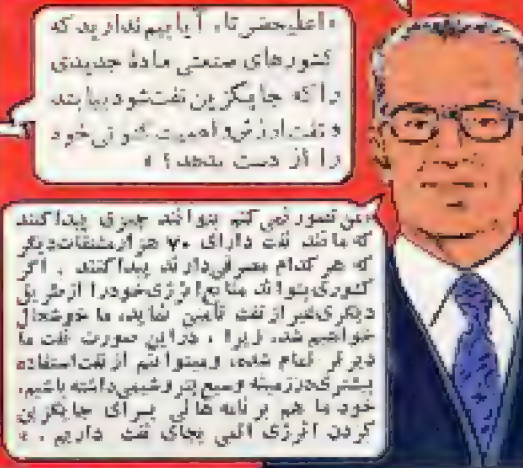 « اعلیحضرتا، آیا بیم ندارید که
کشورهای صنعتی مادهٔ جدیدی
را که جایگزین نفت شود بیابند
و نفت ارزش و اهمیت کنونی خود
را از دست بدهد؟ »
«من تصور نمی کنم بتوانند چیزی پیدا کنند
که مانند نفت دارای ۷۰ هزار مشتقات دیگر
که هر کدام مصرفی دارند پیدا کنند . اگر
کشوری بتواند منابع انرژی خود را از طریق
دیگری غیر از نفت تأمین نماید، ما خوشحال
خواهیم شد، زیرا ، در این صورت نفت ما
دیرتر تمام شده، و میتوانیم از نفت استفاده
بیشتری در زمینه وسیع پتروشیمی داشته باشیم.
خود ما هم برنامه هائی برای جایگزین
کردن انرژی اتمی بجای نفت داریم . »